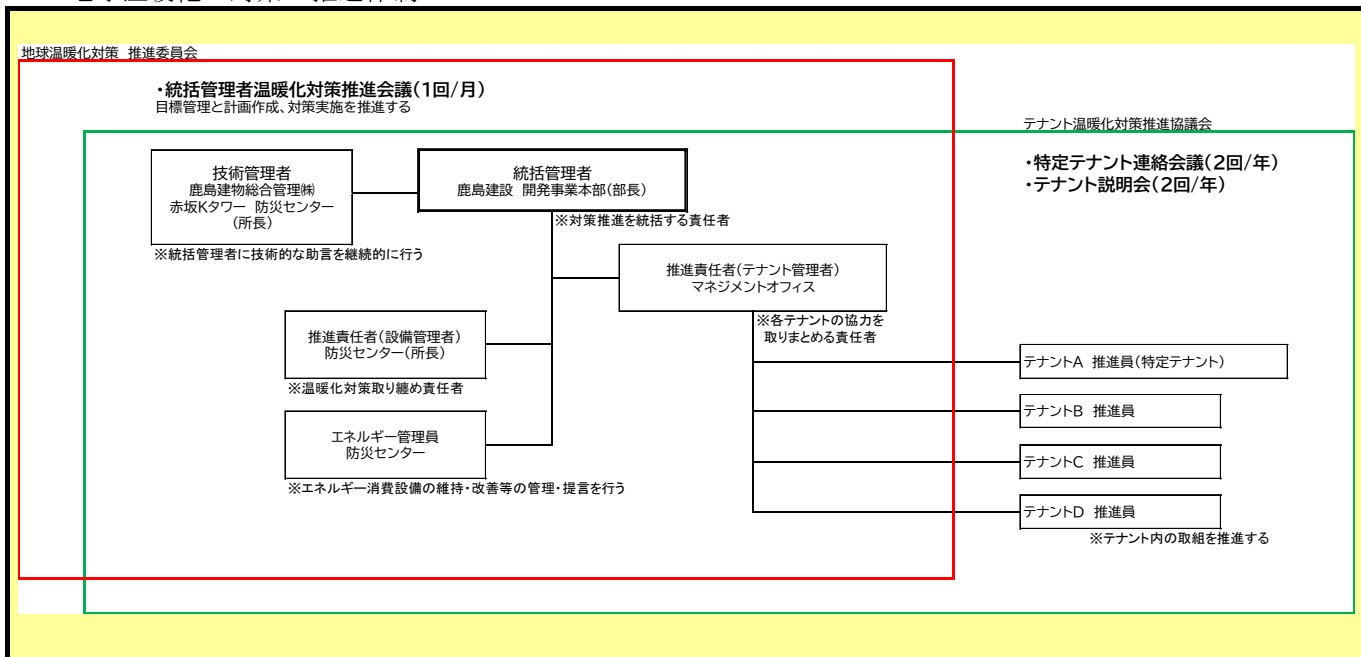 地球温暖化対策 推進委員会
・統括管理者温暖化対策推進会議(1回/月)
目標管理と計画作成、対策実施を推進する
テナント温暖化対策推進協議会
・特定テナント連絡会議(2回/年)
・テナント説明会(2回/年)
技術管理者
鹿島建物総合管理㈱
赤坂Kタワー 防災センター
(所長)
※統括管理者に技術的な助言を継続的に行う
統括管理者
鹿島建設 開発事業本部(部長)
※対策推進を統括する責任者
推進責任者(テナント管理者)
マネジメントオフィス
※各テナントの協力を
取りまとめる責任者
推進責任者(設備管理者)
防災センター(所長)
※温暖化対策取り纏め責任者
エネルギー管理員
防災センター
※エネルギー消費設備の維持・改善等の管理・提言を行う
テナントA 推進員(特定テナント)
テナントB 推進員
テナントC 推進員
テナントD 推進員
※テナント内の取組を推進する